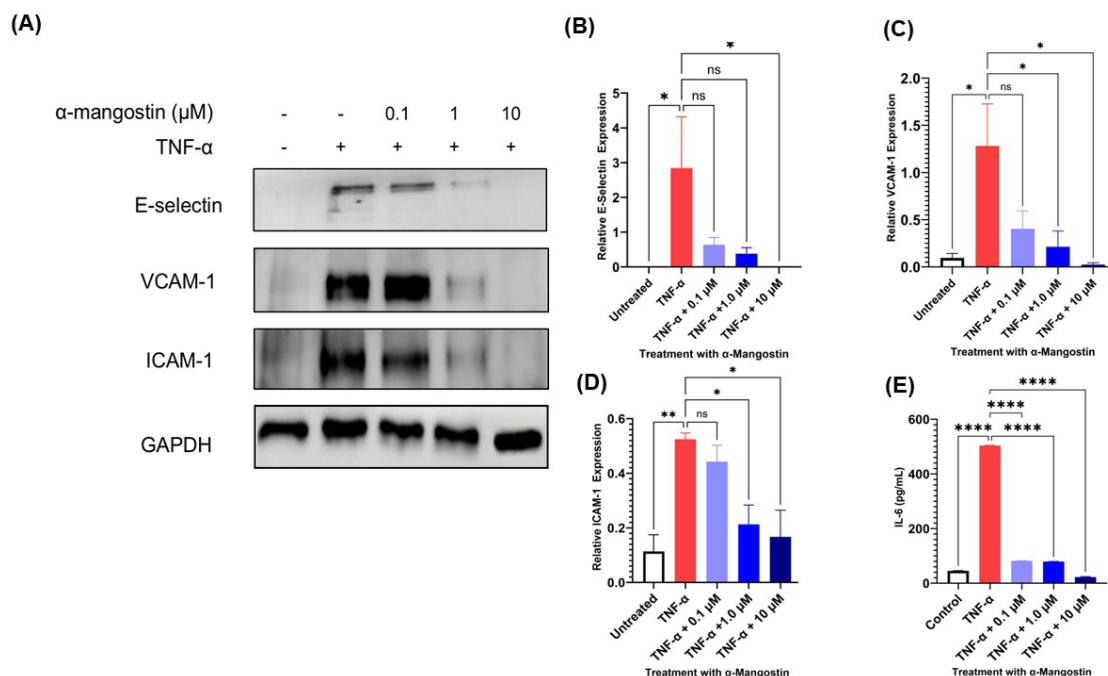 (A)
α-mangostin (μM) - - 0.1 1 10
TNF-α - + + + +
E-selectin
VCAM-1
ICAM-1
GAPDH
(B)
*
ns
* ns
Relative E-Selectin Expression
5
4
3
2
1
0
Untreated
TNF-α
TNF-α + 0.1 μM
TNF-α +1.0 μM
TNF-α + 10 μM
Treatment with α-Mangostin
(C)
*
*
* ns
Relative VCAM-1 Expression
2.0
1.5
1.0
0.5
0.0
Untreated
TNF-α
TNF-α + 0.1 μM
TNF-α +1.0 μM
TNF-α + 10 μM
Treatment with α-Mangostin
(D)
*
*
** ns
Relative ICAM-1 Expression
0.6
0.4
0.2
0.0
Untreated
TNF-α
TNF-α + 0.1 μM
TNF-α +1.0 μM
TNF-α + 10 μM
Treatment with α-Mangostin
(E)
****
****
**** ****
IL-6 (pg/mL)
600
400
200
0
Control
TNF-α
TNF-α + 0.1 μM
TNF-α + 1.0 μM
TNF-α + 10 μM
Treatment with α-Mangostin